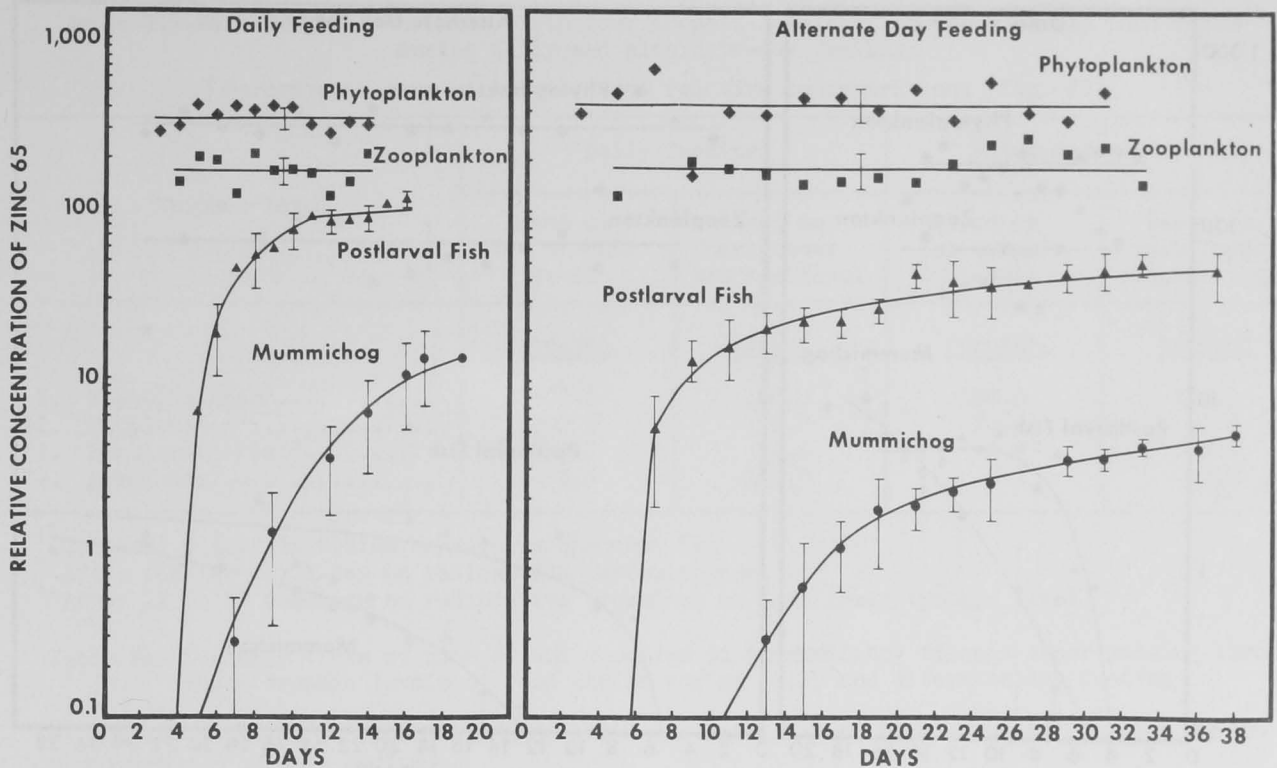 RELATIVE CONCENTRATION OF ZINC 65
1,000
100
10
1
0.1
Daily Feeding
Phytoplankton
Zooplankton
Postlarval Fish
Mummichog
0 2 4 6 8 10 12 14 16 18 20
DAYS
Alternate Day Feeding
Phytoplankton
Zooplankton
Postlarval Fish
Mummichog
0 2 4 6 8 10 12 14 16 18 20 22 24 26 28 30 32 34 36 38
DAYS